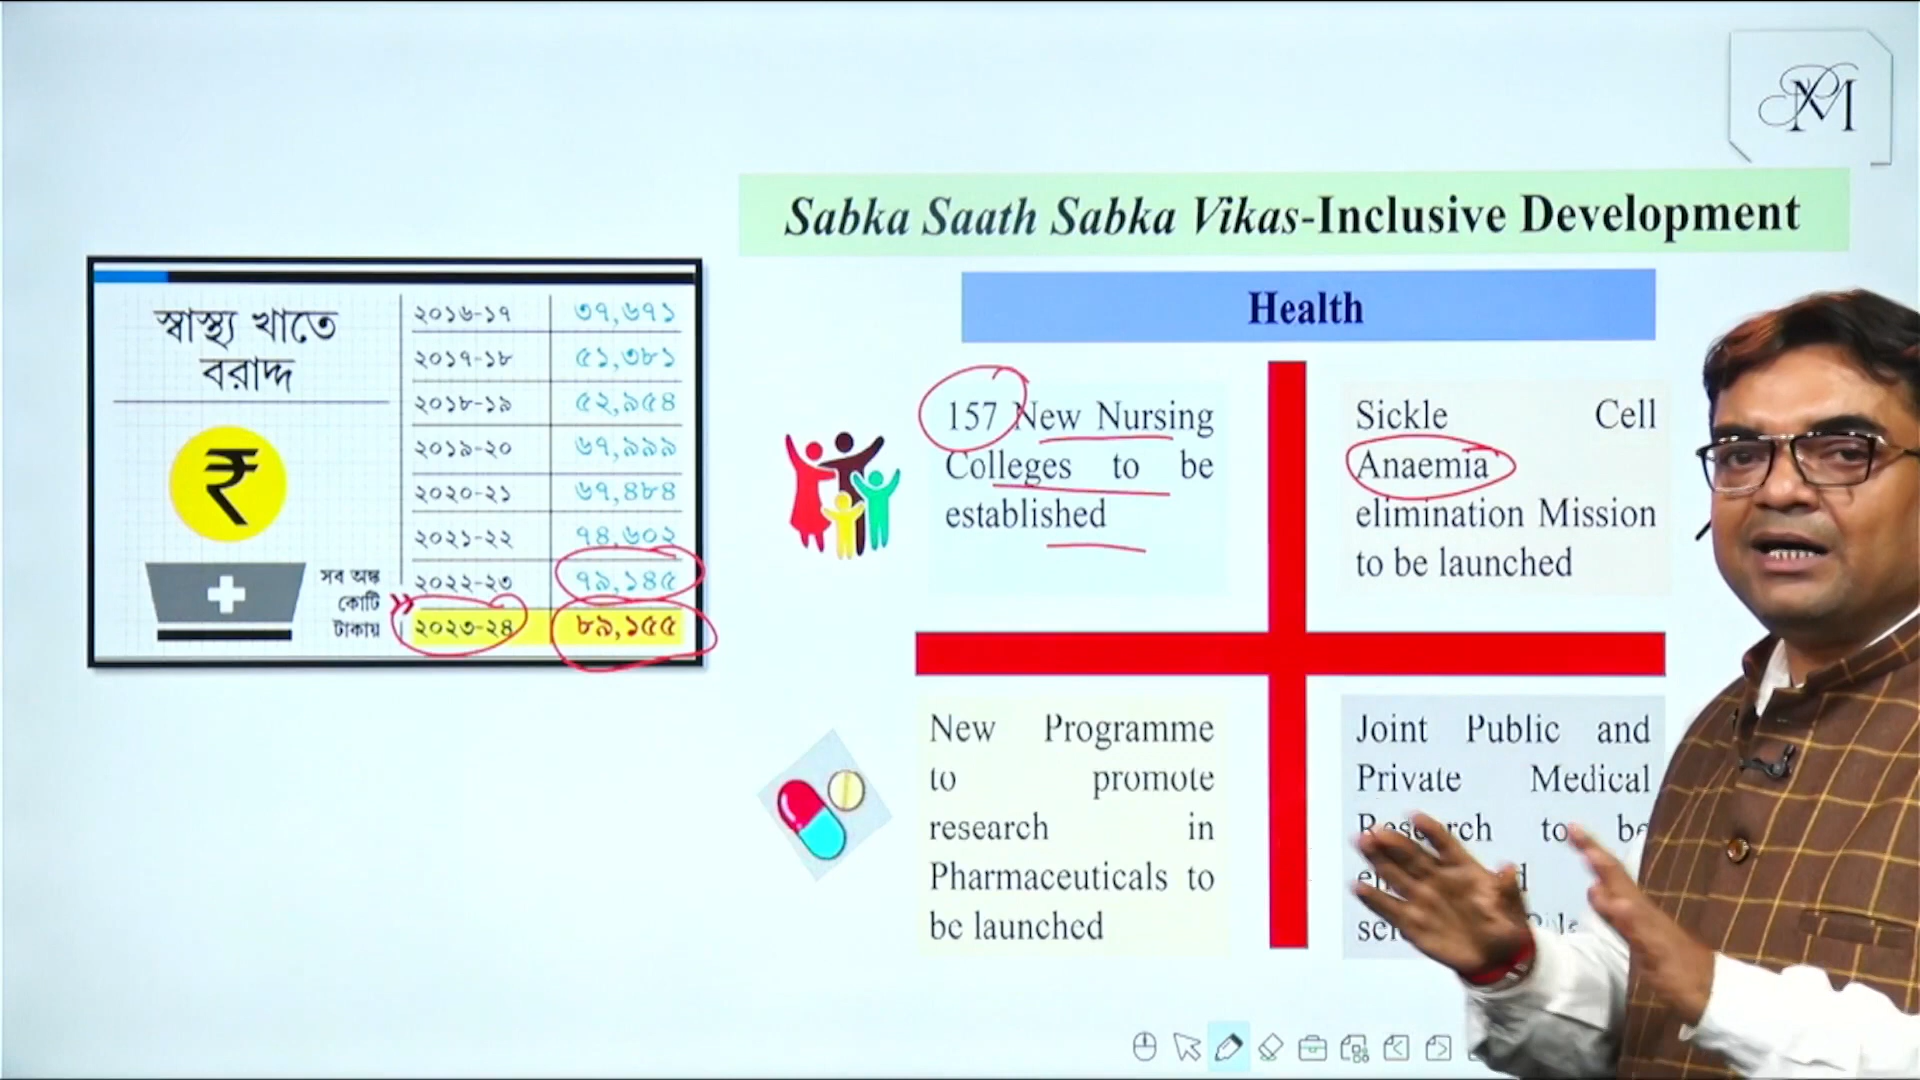 Sabka Saath Sabka Vikas-Inclusive Development
স্বাস্থ্য খাতে
বরাদ্দ
২০১৬-১৭ ৩৭,৬৭১
২০১৭-১৮ ৫১,৩৮১
২০১৮-১৯ ৫২,৯৫৪
২০১৯-২০ ৬৭,৯৯৯
২০২০-২১ ৬৭,৪৮৪
২০২১-২২ ৭৪,৬০২
২০২২-২৩ ৭৯,১৪৫
২০২৩-২৪ ৮৯,১৫৫
₹
সব অঙ্ক
কোটি
টাকায়
Health
157 New Nursing
Colleges to be
established
Sickle Cell
Anaemia
elimination Mission
to be launched
New Programme
to promote
research in
Pharmaceuticals to
be launched
Joint Public and
Private Medical
Research to be